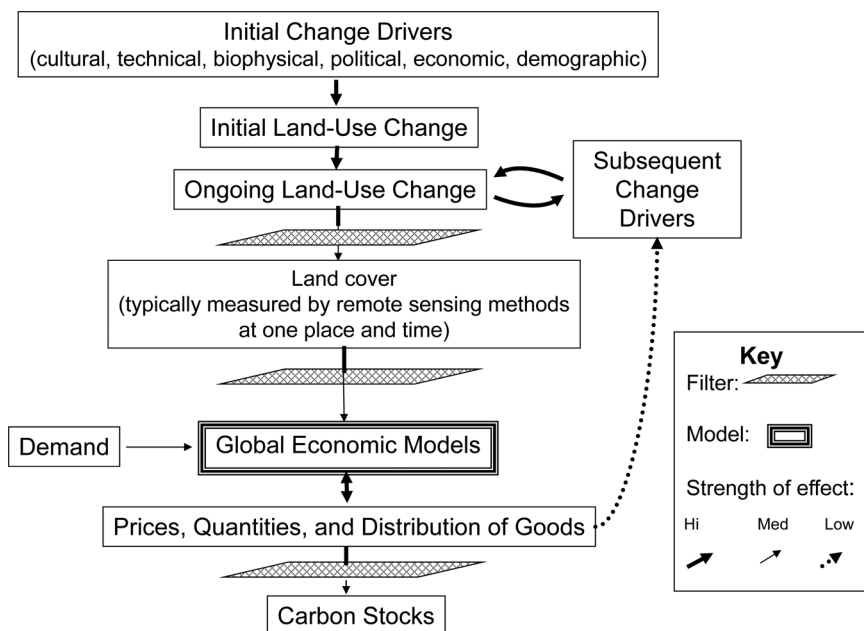 Initial Change Drivers
(cultural, technical, biophysical, political, economic, demographic)
Initial Land-Use Change
Ongoing Land-Use Change
Subsequent
Change
Drivers
Land cover
(typically measured by remote sensing methods
at one place and time)
Demand
Global Economic Models
Prices, Quantities, and Distribution of Goods
Carbon Stocks
Key
Filter:
Model:
Strength of effect:
Hi Med Low